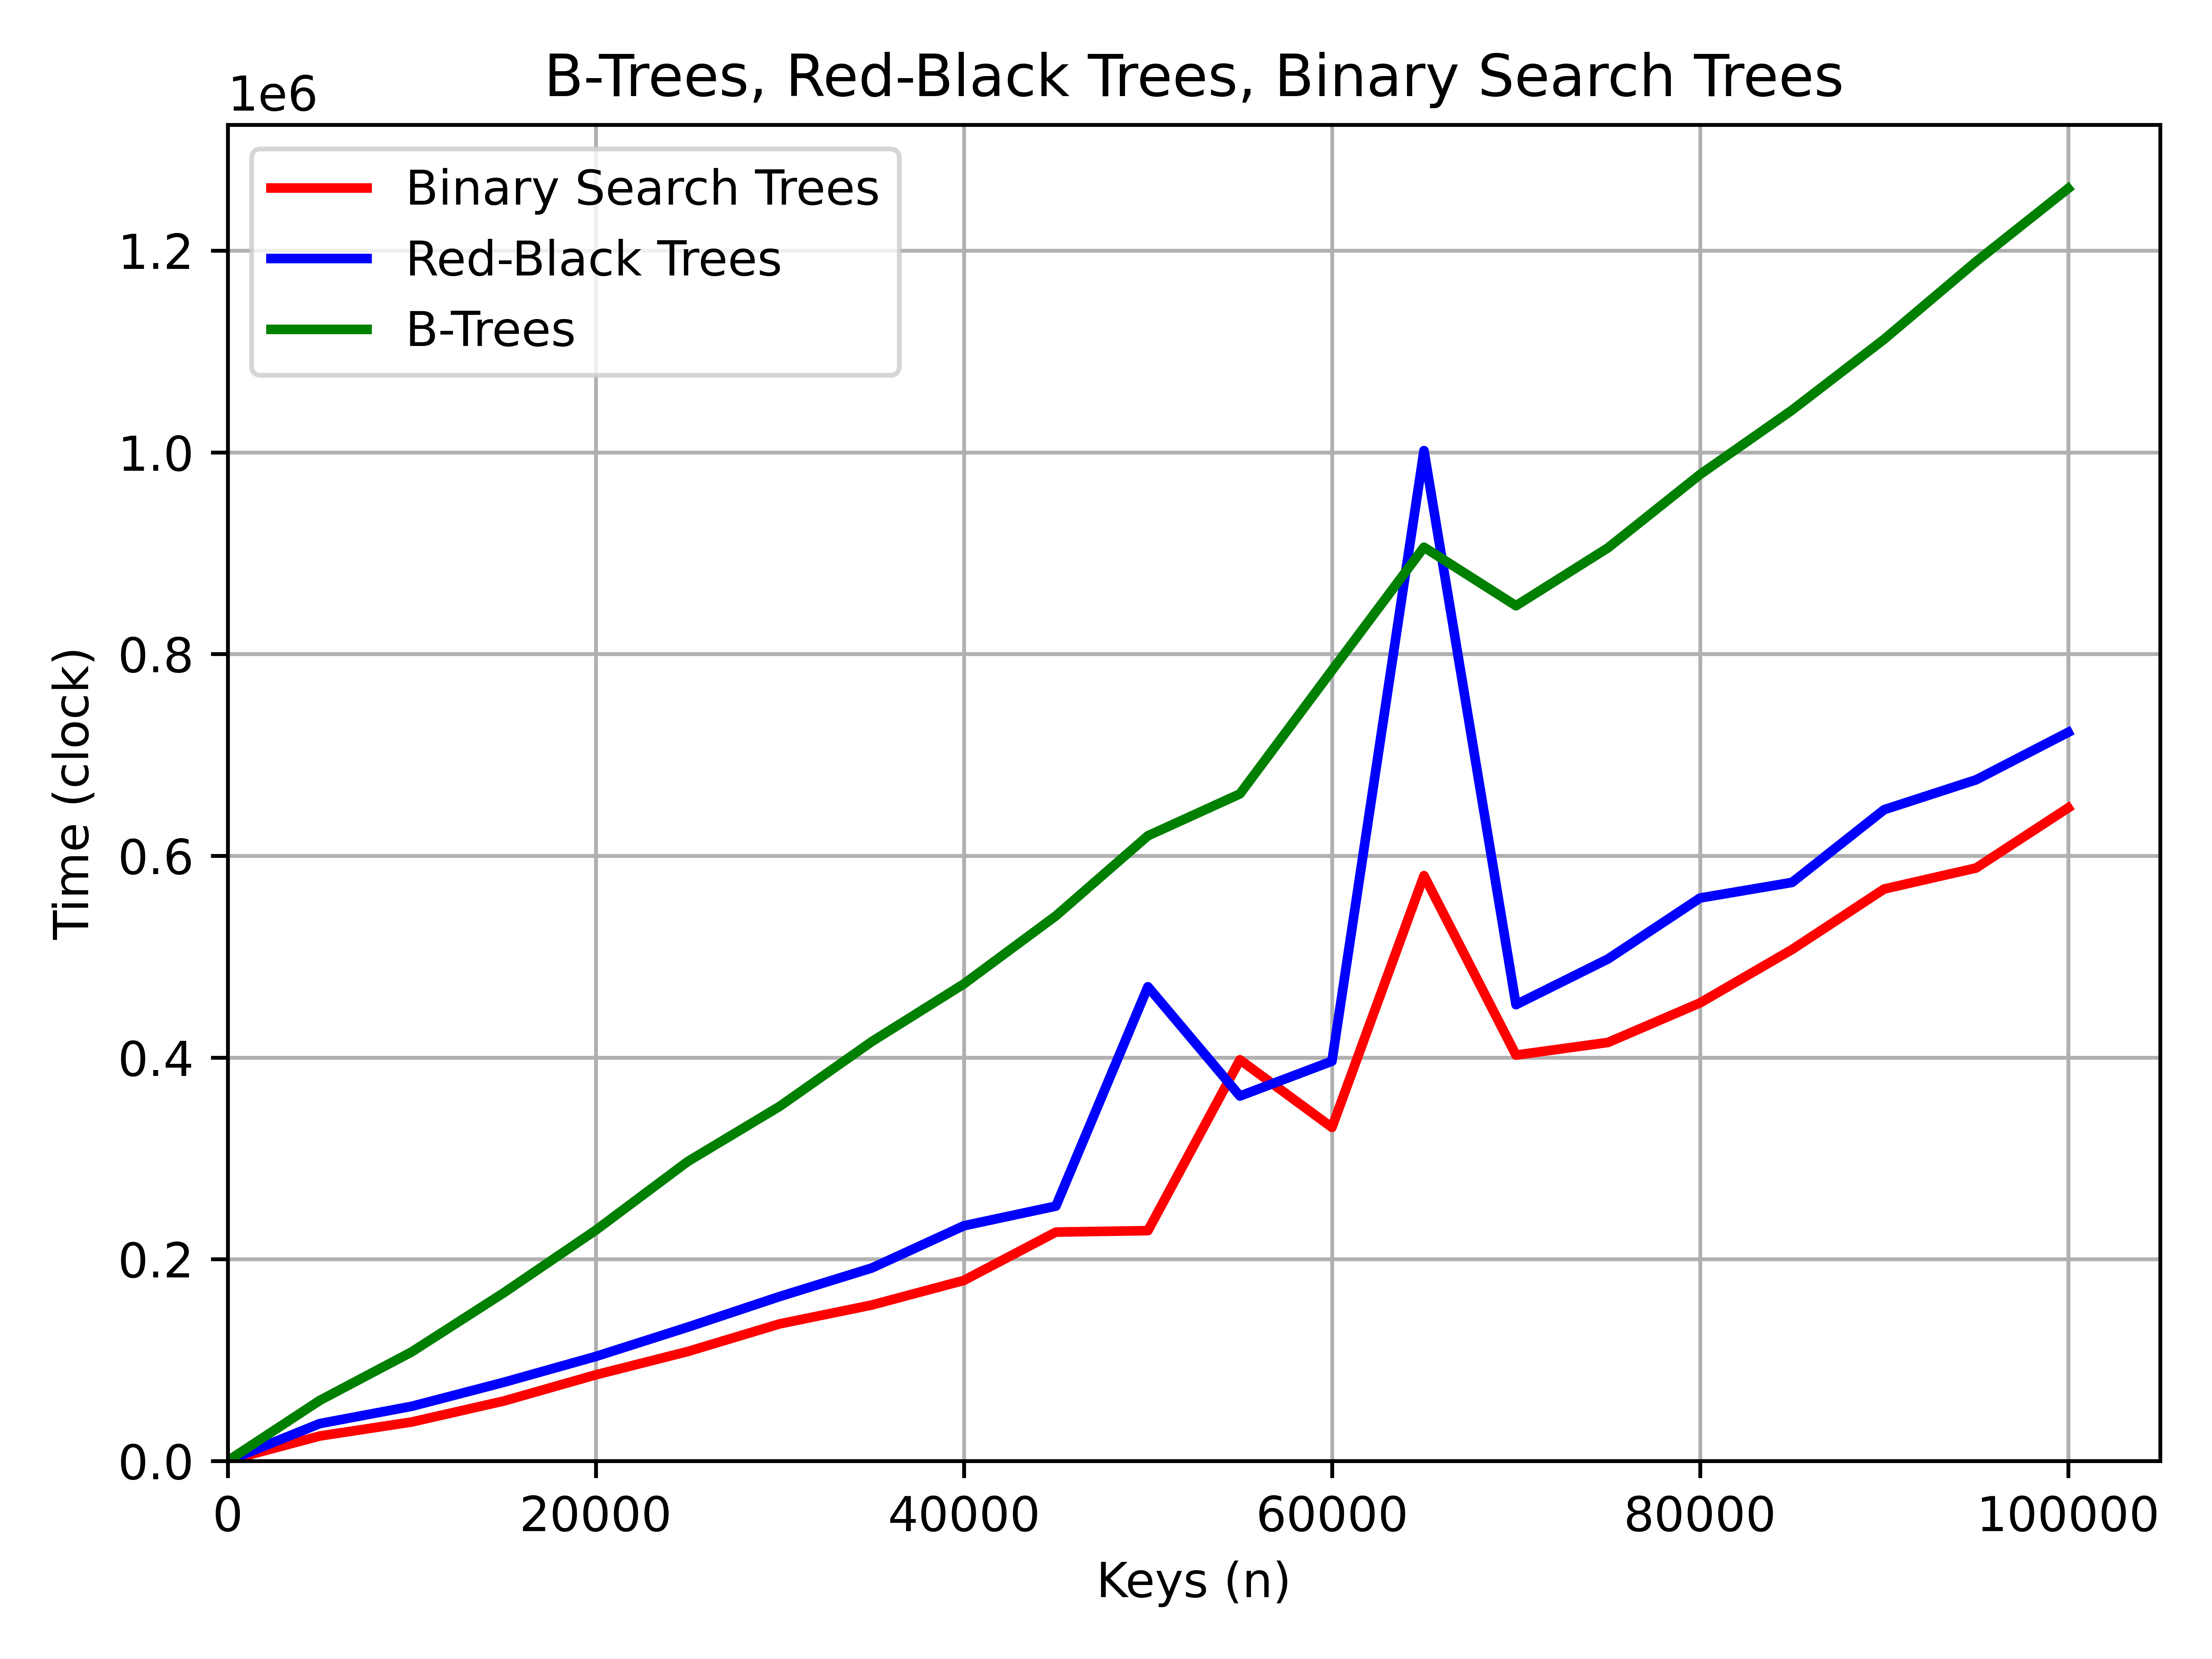 B-Trees, Red-Black Trees, Binary Search Trees
1e6
Binary Search Trees
Red-Black Trees
B-Trees
1.2
1.0
0.8
0.6
0.4
0.2
0.0
Time (clock)
0 20000 40000 60000 80000 100000
Keys (n)